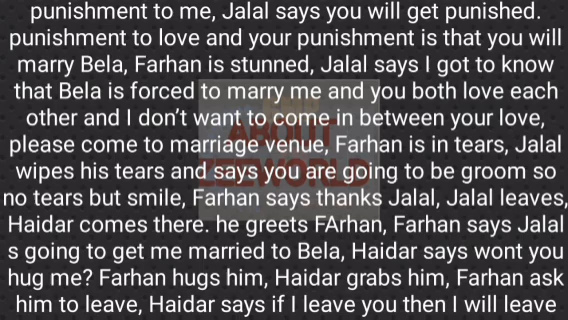 punishment to me, Jalal says you will get punished.
punishment to love and your punishment is that you will
marry Bela, Farhan is stunned, Jalal says I got to know
that Bela is forced to marry me and you both love each
other and I don't want to come in between your love,
please come to marriage venue, Farhan is in tears, Jalal
wipes his tears and says you are going to be groom so
no tears but smile, Farhan says thanks Jalal, Jalal leaves,
Haidar comes there. he greets FArhan, Farhan says Jalal
s going to get me married to Bela, Haidar says wont you
hug me? Farhan hugs him, Haidar grabs him, Farhan ask
him to leave, Haidar says if I leave you then I will leave
ABOUT
ZEEWORLD